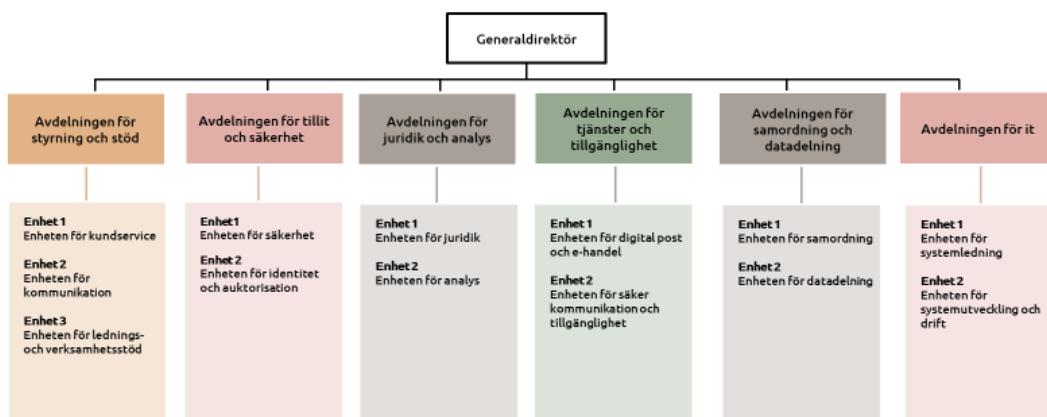 Generaldirektör
Avdelningen för
styrning och stöd
Avdelningen för tillit
och säkerhet
Avdelningen för
juridik och analys
Avdelningen för
tjänster och
tillgänglighet
Avdelningen för
samordning och
datadelning
Avdelningen för it
Enhet 1
Enheten för kundservice
Enhet 2
Enheten för
kommunikation
Enhet 3
Enheten för lednings-
och verksamhetsstöd
Enhet1
Enheten för säkerhet
Enhet 2
Enheten för identitet
och auktorisation
Enhet 1
Enheten för juridik
Enhet 2
Enheten för analys
Enhet 1
Enheten för digital post
och e-handel
Enhet 2
Enheten för säker
kommunikation och
tillgänglighet
Enhet 1
Enheten för samordning
Enhet 2
Enheten för datadelning
Enhet 1
Enheten för
systemledning
Enhet 2
Enheten för
systemutveckling och
drift